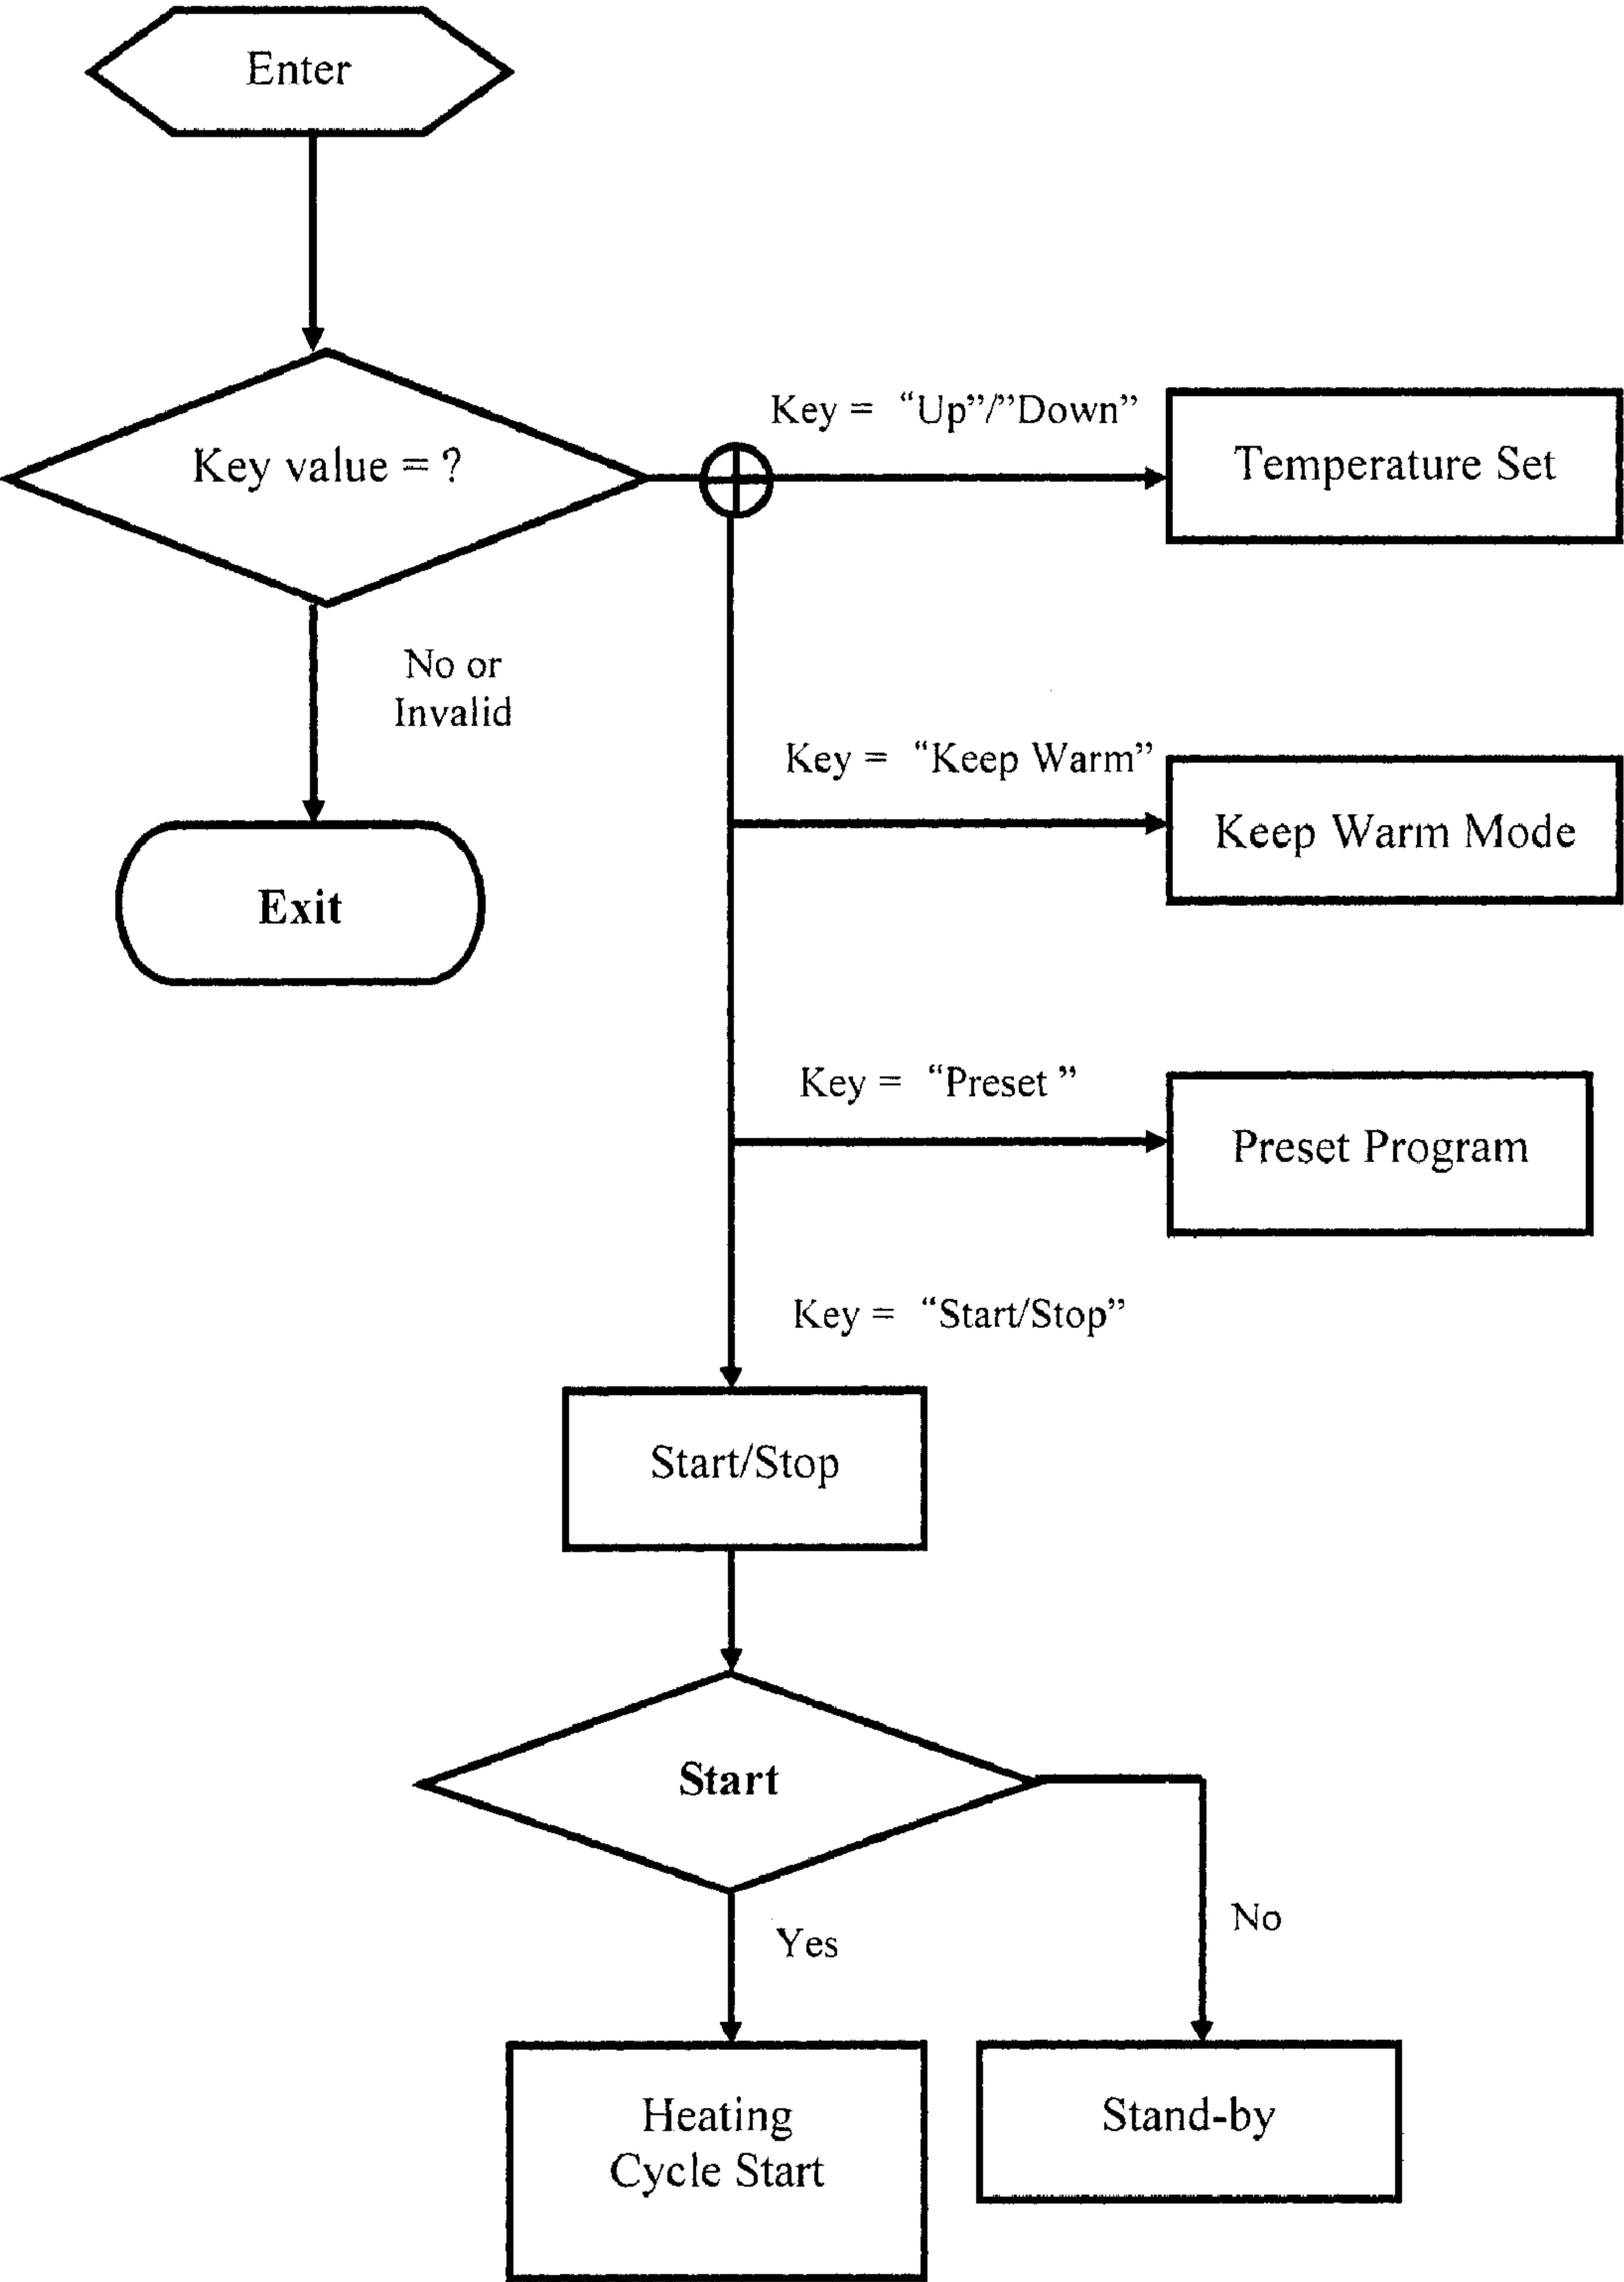 Enter
Key = “Up”/”Down”
Key value = ?
Temperature Set
No or
Invalid
Key = “Keep Warm”
Keep Warm Mode
Exit
Key = “Preset ”
Preset Program
Key = “Start/Stop”
Start/Stop
Start
No
Yes
Heating
Cycle Start
Stand-by